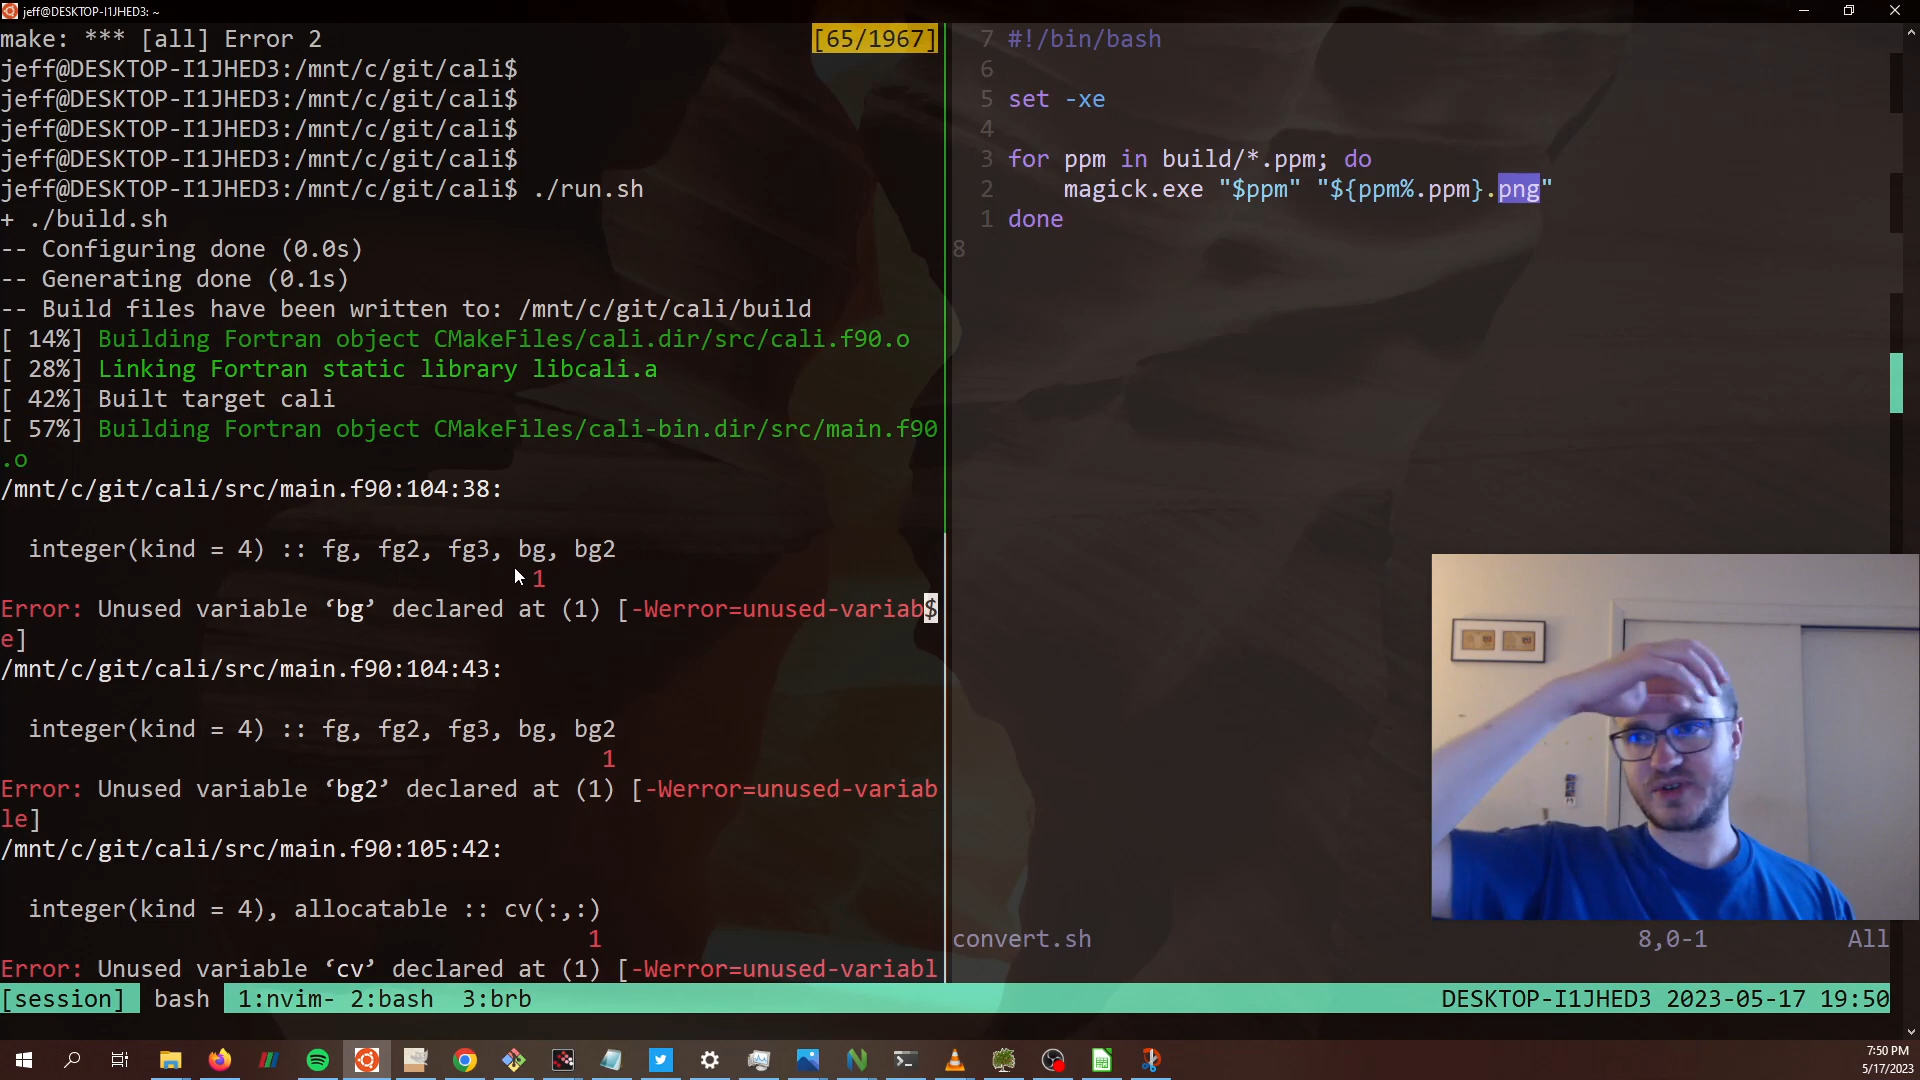 jeff@DESKTOP-I1JHED3: ~
make: *** [all] Error 2
[65/1967]
jeff@DESKTOP-I1JHED3:/mnt/c/git/cali$
jeff@DESKTOP-I1JHED3:/mnt/c/git/cali$
jeff@DESKTOP-I1JHED3:/mnt/c/git/cali$
jeff@DESKTOP-I1JHED3:/mnt/c/git/cali$
jeff@DESKTOP-I1JHED3:/mnt/c/git/cali$ ./run.sh
+ ./build.sh
-- Configuring done (0.0s)
-- Generating done (0.1s)
-- Build files have been written to: /mnt/c/git/cali/build
[ 14%] Building Fortran object CMakeFiles/cali.dir/src/cali.f90.o
[ 28%] Linking Fortran static library libcali.a
[ 42%] Built target cali
[ 57%] Building Fortran object CMakeFiles/cali-bin.dir/src/main.f90
.o
/mnt/c/git/cali/src/main.f90:104:38:
integer(kind = 4) :: fg, fg2, fg3, bg, bg2
1
Error: Unused variable ‘bg’ declared at (1) [-Werror=unused-variab$
e]
/mnt/c/git/cali/src/main.f90:104:43:
integer(kind = 4) :: fg, fg2, fg3, bg, bg2
1
Error: Unused variable ‘bg2’ declared at (1) [-Werror=unused-variab
le]
/mnt/c/git/cali/src/main.f90:105:42:
integer(kind = 4), allocatable :: cv(:,:)
1
Error: Unused variable ‘cv’ declared at (1) [-Werror=unused-variabl
7 #!/bin/bash
6
5 set -xe
4
3 for ppm in build/*.ppm; do
2 magick.exe "$ppm" "${ppm%.ppm}.png"
1 done
8
convert.sh 8,0-1 All
[session] bash 1:nvim- 2:bash 3:brb
DESKTOP-I1JHED3 2023-05-17 19:50
7:50 PM
5/17/2023